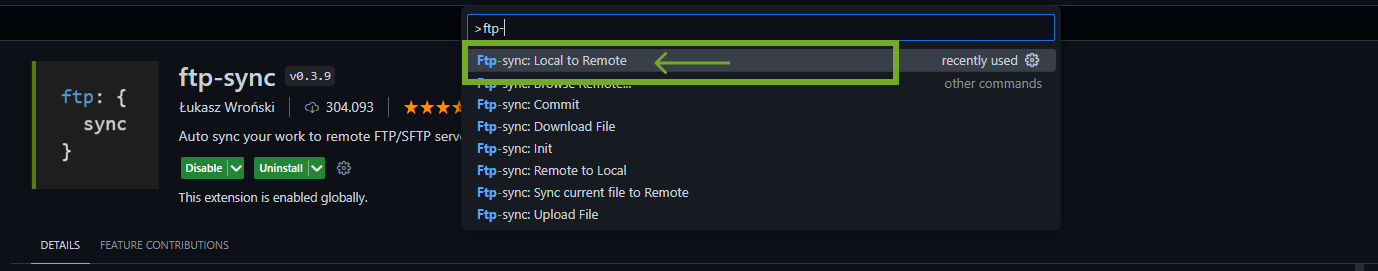 >ftp-
Ftp-sync: Local to Remote
recently used
Ftp-sync: Browse Remote...
other commands
Ftp-sync: Commit
Ftp-sync: Download File
Ftp-sync: Init
Ftp-sync: Remote to Local
Ftp-sync: Sync current file to Remote
Ftp-sync: Upload File
ftp: {
sync
}
ftp-sync v0.3.9
Łukasz Wroński 304.093
Auto sync your work to remote FTP/SFTP serve
Disable Uninstall
This extension is enabled globally.
DETAILS FEATURE CONTRIBUTIONS